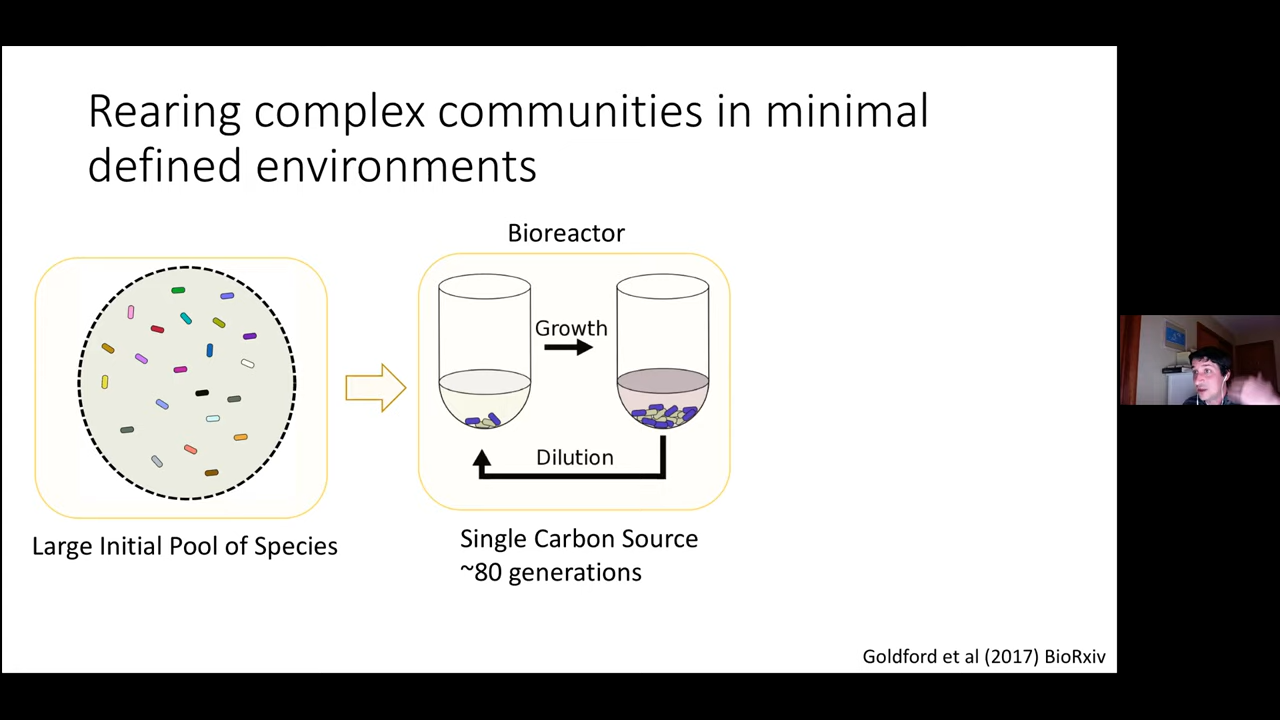 Rearing complex communities in minimal
defined environments
Bioreactor
Growth
Dilution
Large Initial Pool of Species
Single Carbon Source
~80 generations
Goldford et al (2017) BioRxiv